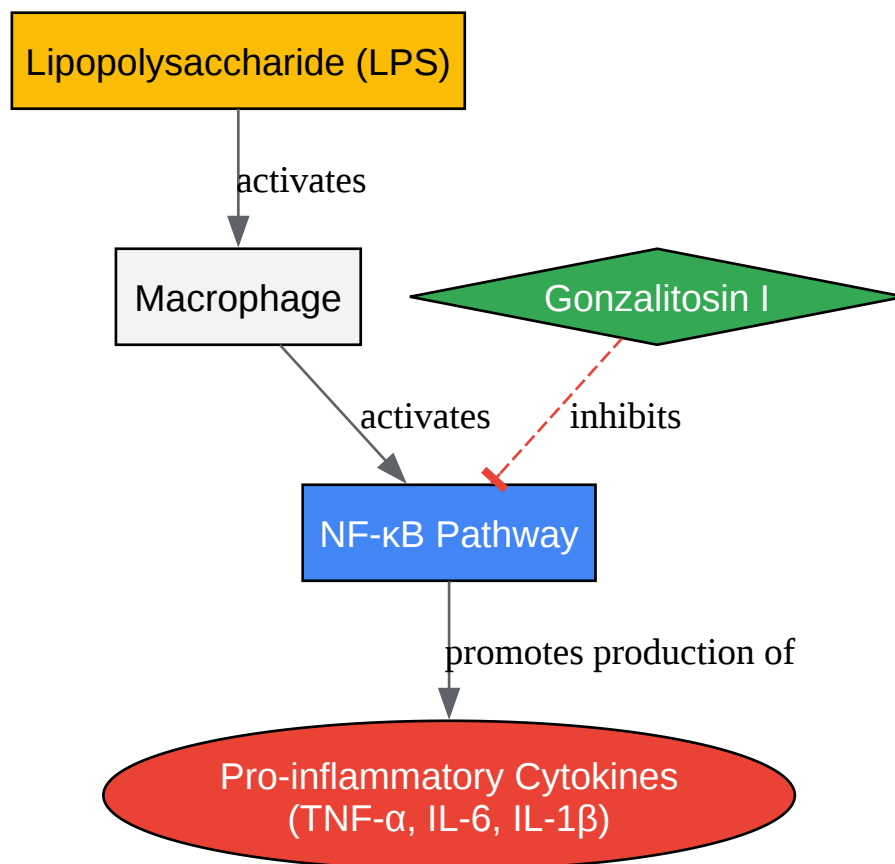 Lipopolysaccharide (LPS)
activates
Macrophage
Gonzalitosin I
activates
inhibits
NF-κB Pathway
promotes production of
Pro-inflammatory Cytokines
(TNF-α, IL-6, IL-1β)